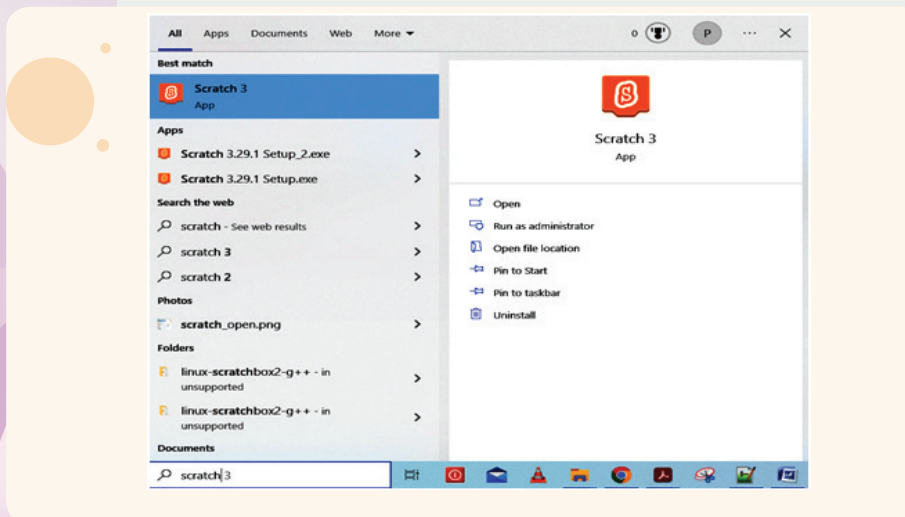 All Apps Documents Web More 0 P ... ×
Best match
Scratch 3
App
Apps
Scratch 3.29.1 Setup_2.exe
Scratch 3.29.1 Setup.exe
Search the web
scratch - See web results
scratch 3
scratch 2
Photos
scratch_open.png
Folders
linux-scratchbox2-g++ - in
unsupported
linux-scratchbox2-g++ - in
unsupported
Documents
scratch 3
S
Scratch 3
App
Open
Run as administrator
Open file location
Pin to Start
Pin to taskbar
Uninstall